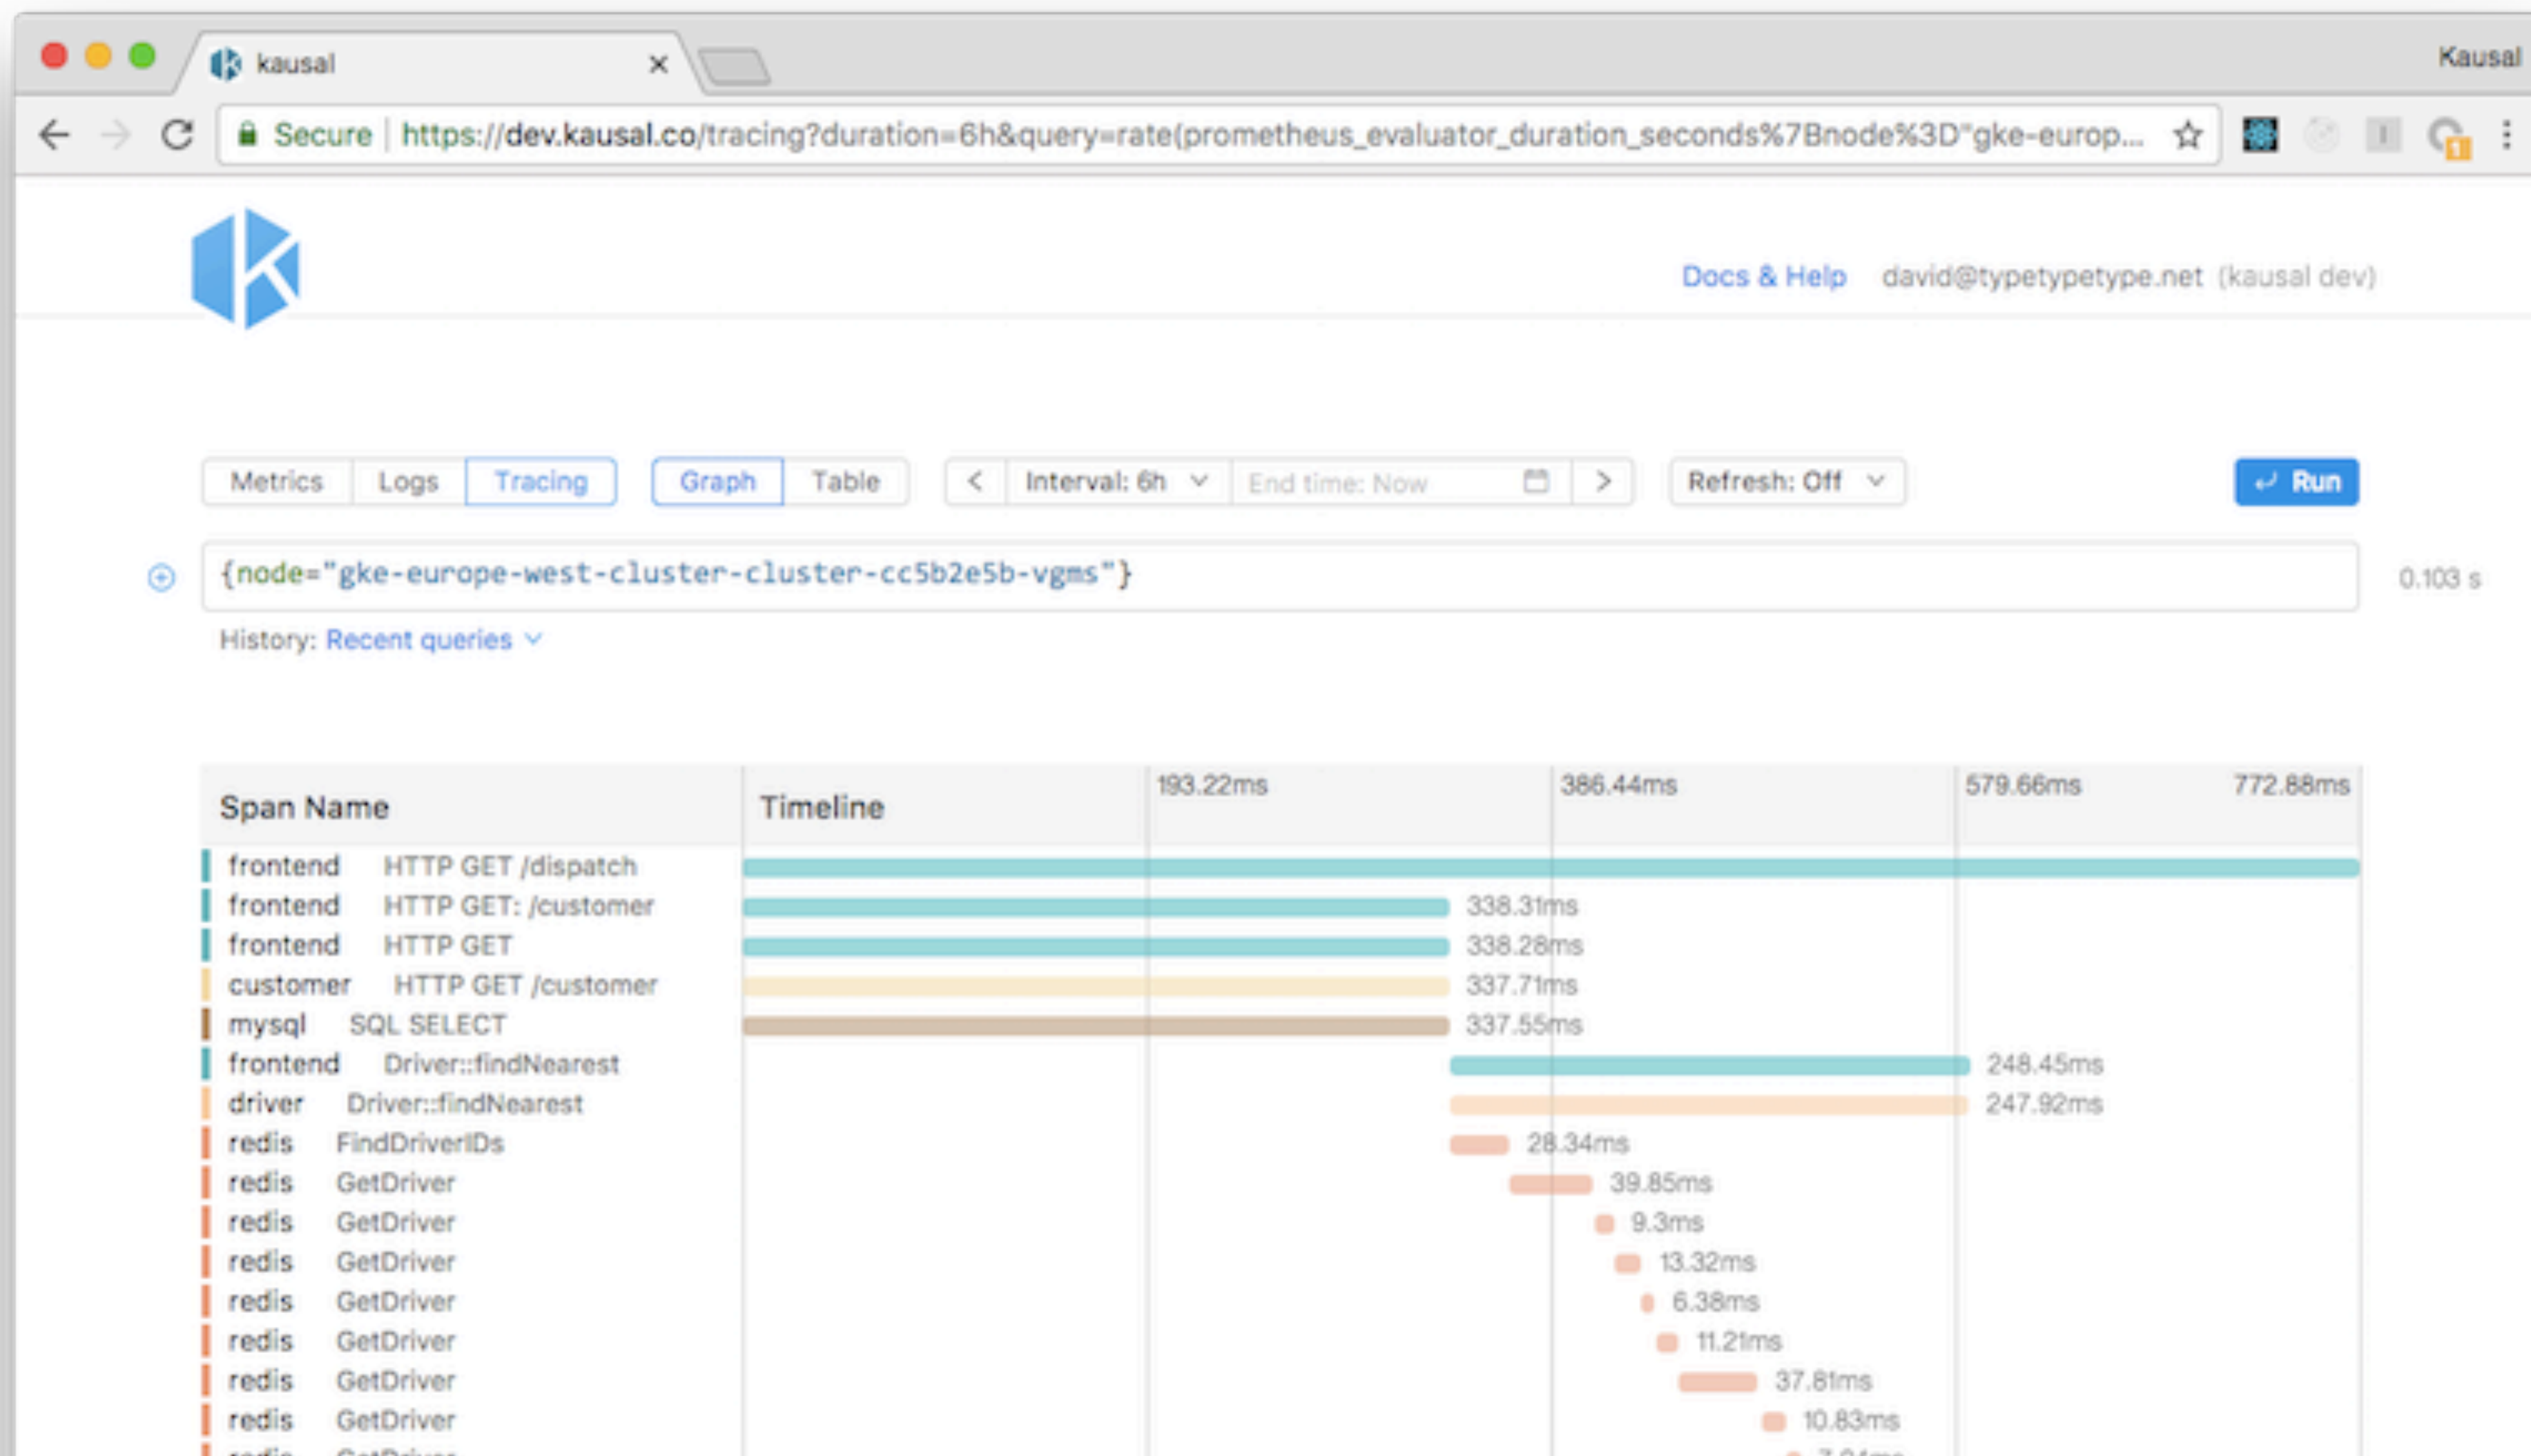 kausal
Kausal
Secure https://dev.kausal.co/tracing?duration=6h&query=rate(prometheus_evaluator_duration_seconds%7Bnode%3D"gke-europ...
1
Docs & Help david@typetypetype.net (kausal dev)
Metrics Logs Tracing Graph Table Interval: 6h End time: Now Refresh: Off Run
{node="gke-europe-west-cluster-cluster-cc5b2e5b-vgms"} 0.103 s
History: Recent queries
Span Name Timeline 193.22ms 386.44ms 579.66ms 772.88ms
frontend HTTP GET /dispatch
frontend HTTP GET: /customer 338.31ms
frontend HTTP GET 338.28ms
customer HTTP GET /customer 337.71ms
mysql SQL SELECT 337.55ms
frontend Driver::findNearest 248.45ms
driver Driver::findNearest 247.92ms
redis FindDriverIDs 28.34ms
redis GetDriver 39.85ms
redis GetDriver 9.3ms
redis GetDriver 13.32ms
redis GetDriver 6.38ms
redis GetDriver 11.21ms
redis GetDriver 37.81ms
redis GetDriver 10.83ms
redis GetDriver